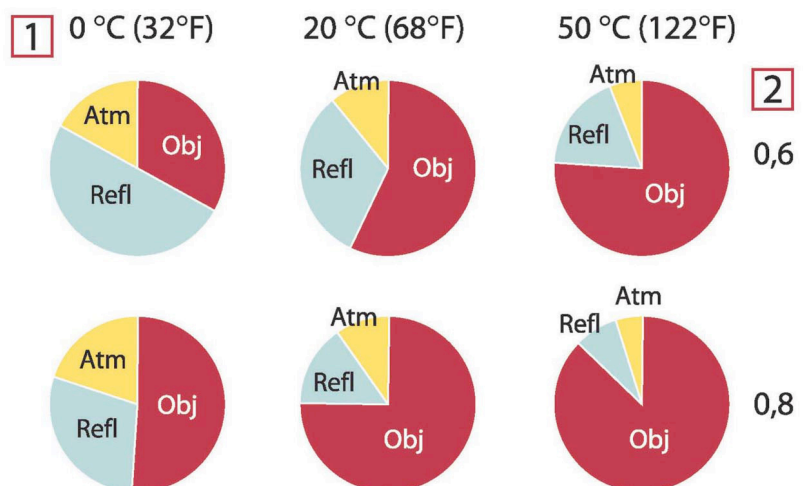 1 0 °C (32°F) 20 °C (68°F) 50 °C (122°F)
2
Atm Obj Refl
Atm Refl Obj
Atm Refl Obj
0,6
Atm Obj Refl
Atm Refl Obj
Atm Refl Obj
0,8